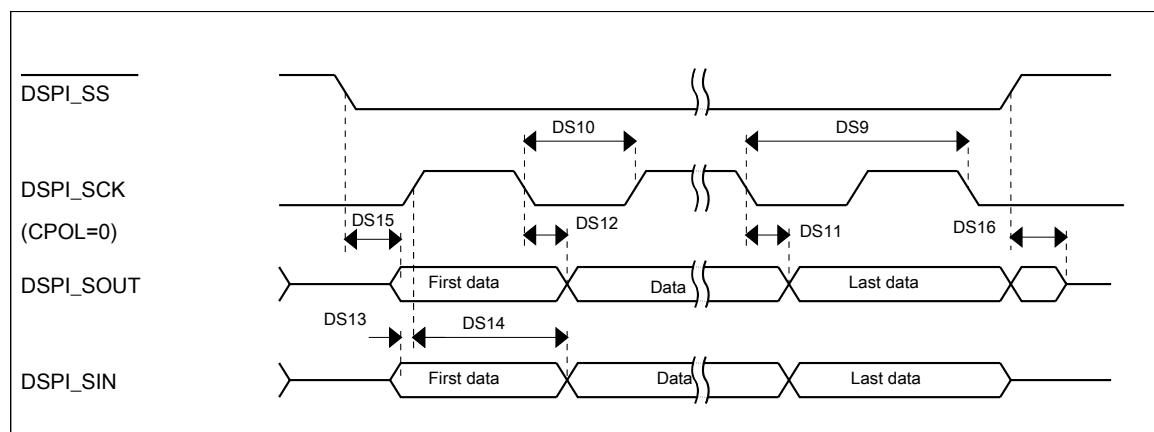 DSPI_SS
DS10
DS9
DSPI_SCK
(CPOL=0)
DS15
DS12
DS11
DS16
DSPI_SOUT
First data
Data
Last data
DS13
DS14
DSPI_SIN
First data
Data
Last data